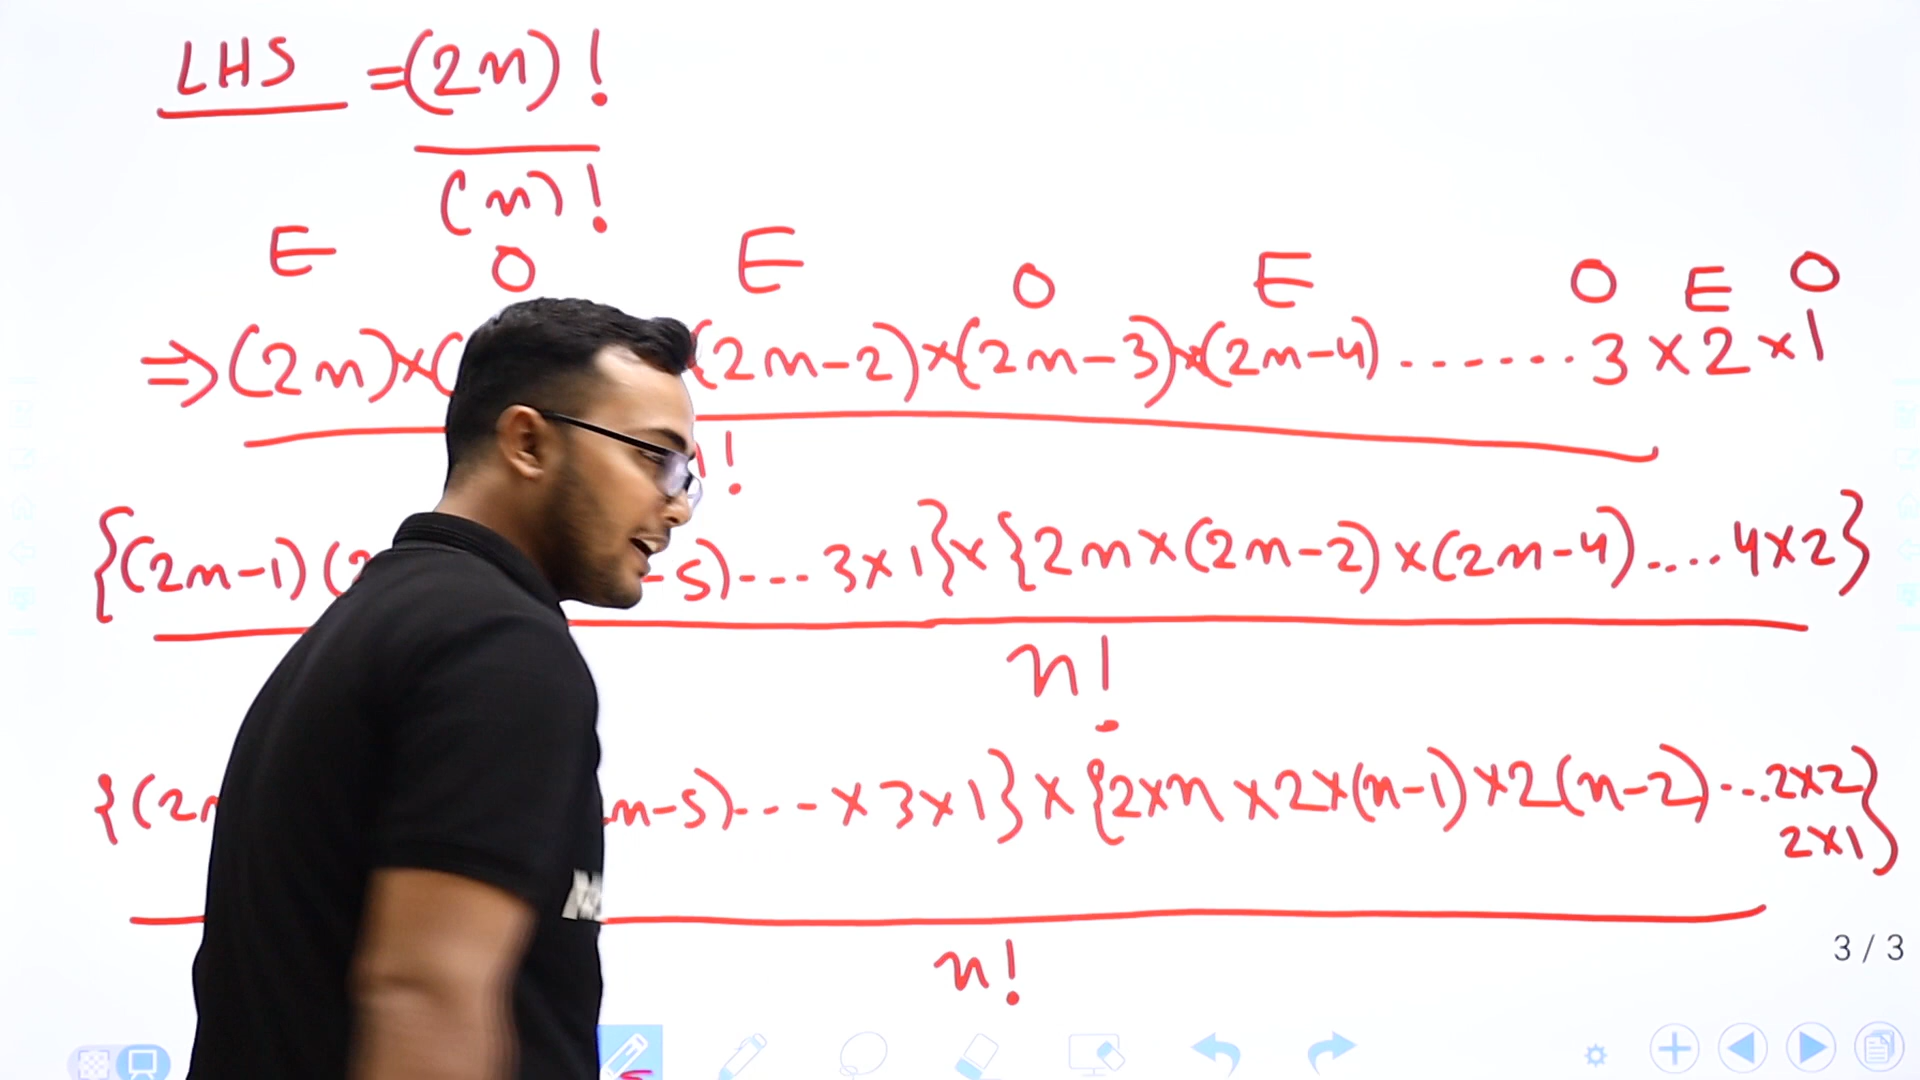 LHS = (2n)!
(n)!
E O E O E O E O
⇒ (2n)×( (2n-2)×(2n-3)×(2n-4) ....... 3×2×1
!
{(2n-1)( -5)---- 3×1}×{2n×(2n-2)×(2n-4).... 4×2}
n!
{(2n n-5)---- ×3×1}×{2×n×2×(n-1)×2(n-2)....2×2
2×1}
n!
3 / 3